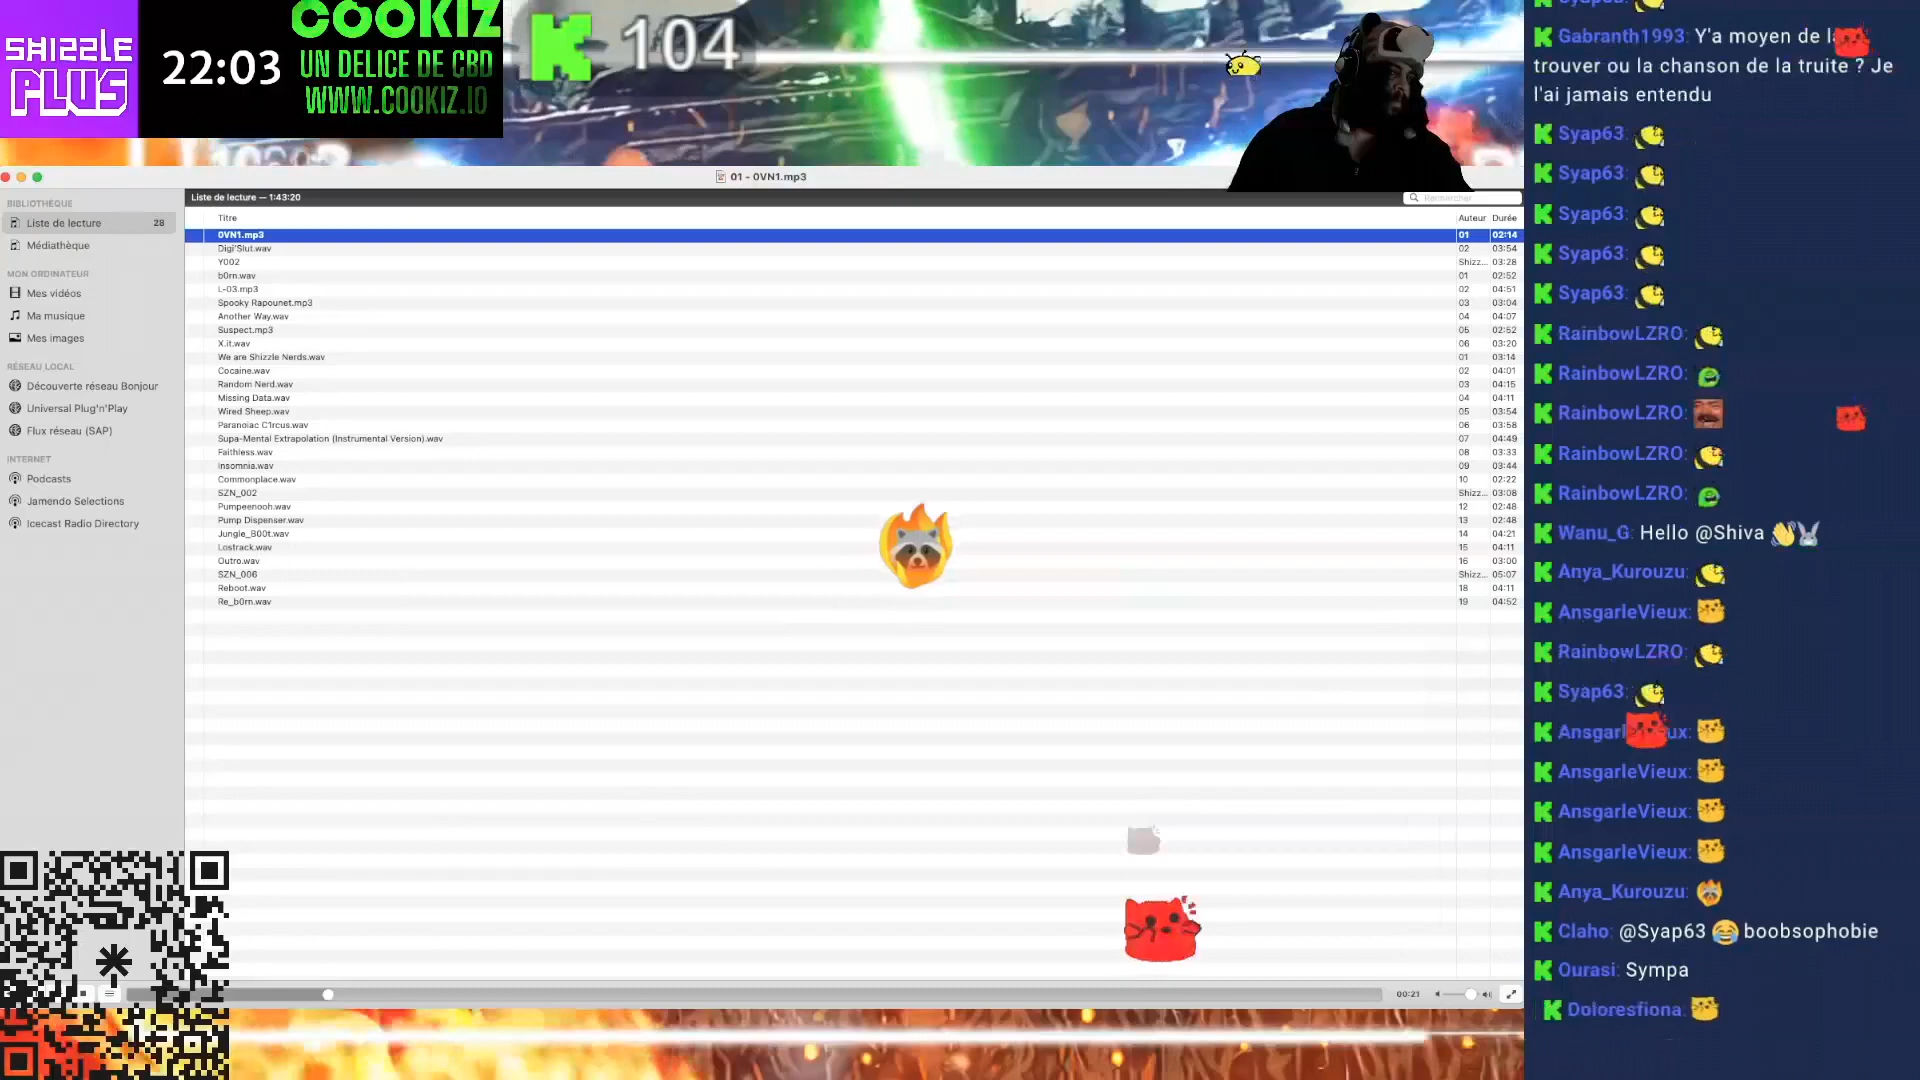 SHIZZLE
PLUS
22:03
COOKIZ
UN DELICE DE CBD
WWW.COOKIZ.IO
104
01 - 0VN1.mp3
BIBLIOTHÈQUE
Liste de lecture 28
Médiathèque
MON ORDINATEUR
Mes vidéos
Ma musique
Mes images
RÉSEAU LOCAL
Découverte réseau Bonjour
Universal Plug'n'Play
Flux réseau (SAP)
INTERNET
Podcasts
Jamendo Selections
Icecast Radio Directory
Liste de lecture — 1:43:20
Rechercher
Titre Auteur Durée
0VN1.mp3 01 02:14
Digi'Slut.wav 02 03:54
Y002 Shizz... 03:28
b0rn.wav 01 02:52
L-03.mp3 02 04:51
Spooky Rapounet.mp3 03 03:04
Another Way.wav 04 04:07
Suspect.mp3 05 02:52
X.it.wav 06 03:20
We are Shizzle Nerds.wav 01 03:14
Cocaine.wav 02 04:01
Random Nerd.wav 03 04:15
Missing Data.wav 04 04:11
Wired Sheep.wav 05 03:54
Paranoiac C1rcus.wav 06 03:58
Supa-Mental Extrapolation (Instrumental Version).wav 07 04:49
Faithless.wav 08 03:33
Insomnia.wav 09 03:44
Commonplace.wav 10 02:22
SZN_002 Shizz... 03:08
Pumpeenooh.wav 12 02:48
Pump Dispenser.wav 13 02:48
Jungle_B00t.wav 14 04:21
Lostrack.wav 15 04:11
Outro.wav 16 03:00
SZN_006 Shizz... 05:07
Reboot.wav 18 04:11
Re_b0rn.wav 19 04:52
00:21
Gabranth1993: Y'a moyen de la
trouver ou la chanson de la truite ? Je
l'ai jamais entendu
Syap63:
Syap63:
Syap63:
Syap63:
Syap63:
RainbowLZRO:
RainbowLZRO:
RainbowLZRO:
RainbowLZRO:
RainbowLZRO:
Wanu_G: Hello @Shiva
Anya_Kurouzu:
AnsgarleVieux:
RainbowLZRO:
Syap63:
AnsgarleVieux:
AnsgarleVieux:
AnsgarleVieux:
Anya_Kurouzu:
Claho: @Syap63 😂 boobsophobie
Ourasi: Sympa
Doloresfiona: